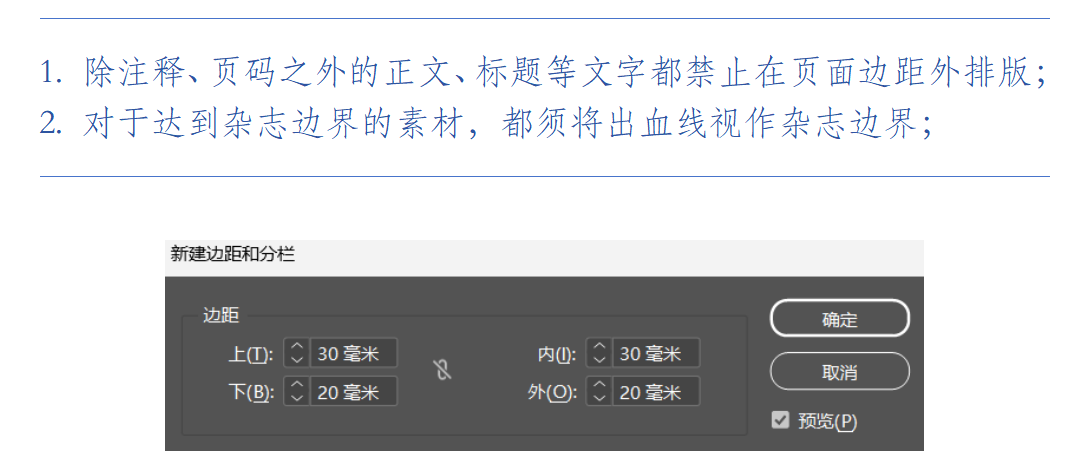 1. 除注释、页码之外的正文、标题等文字都禁止在页面边距外排版；
2. 对于达到杂志边界的素材，都须将出血线视作杂志边界；
新建边距和分栏
边距
上(T): 30 毫米 内(I): 30 毫米
下(B): 20 毫米 外(O): 20 毫米
确定
取消
预览(P)